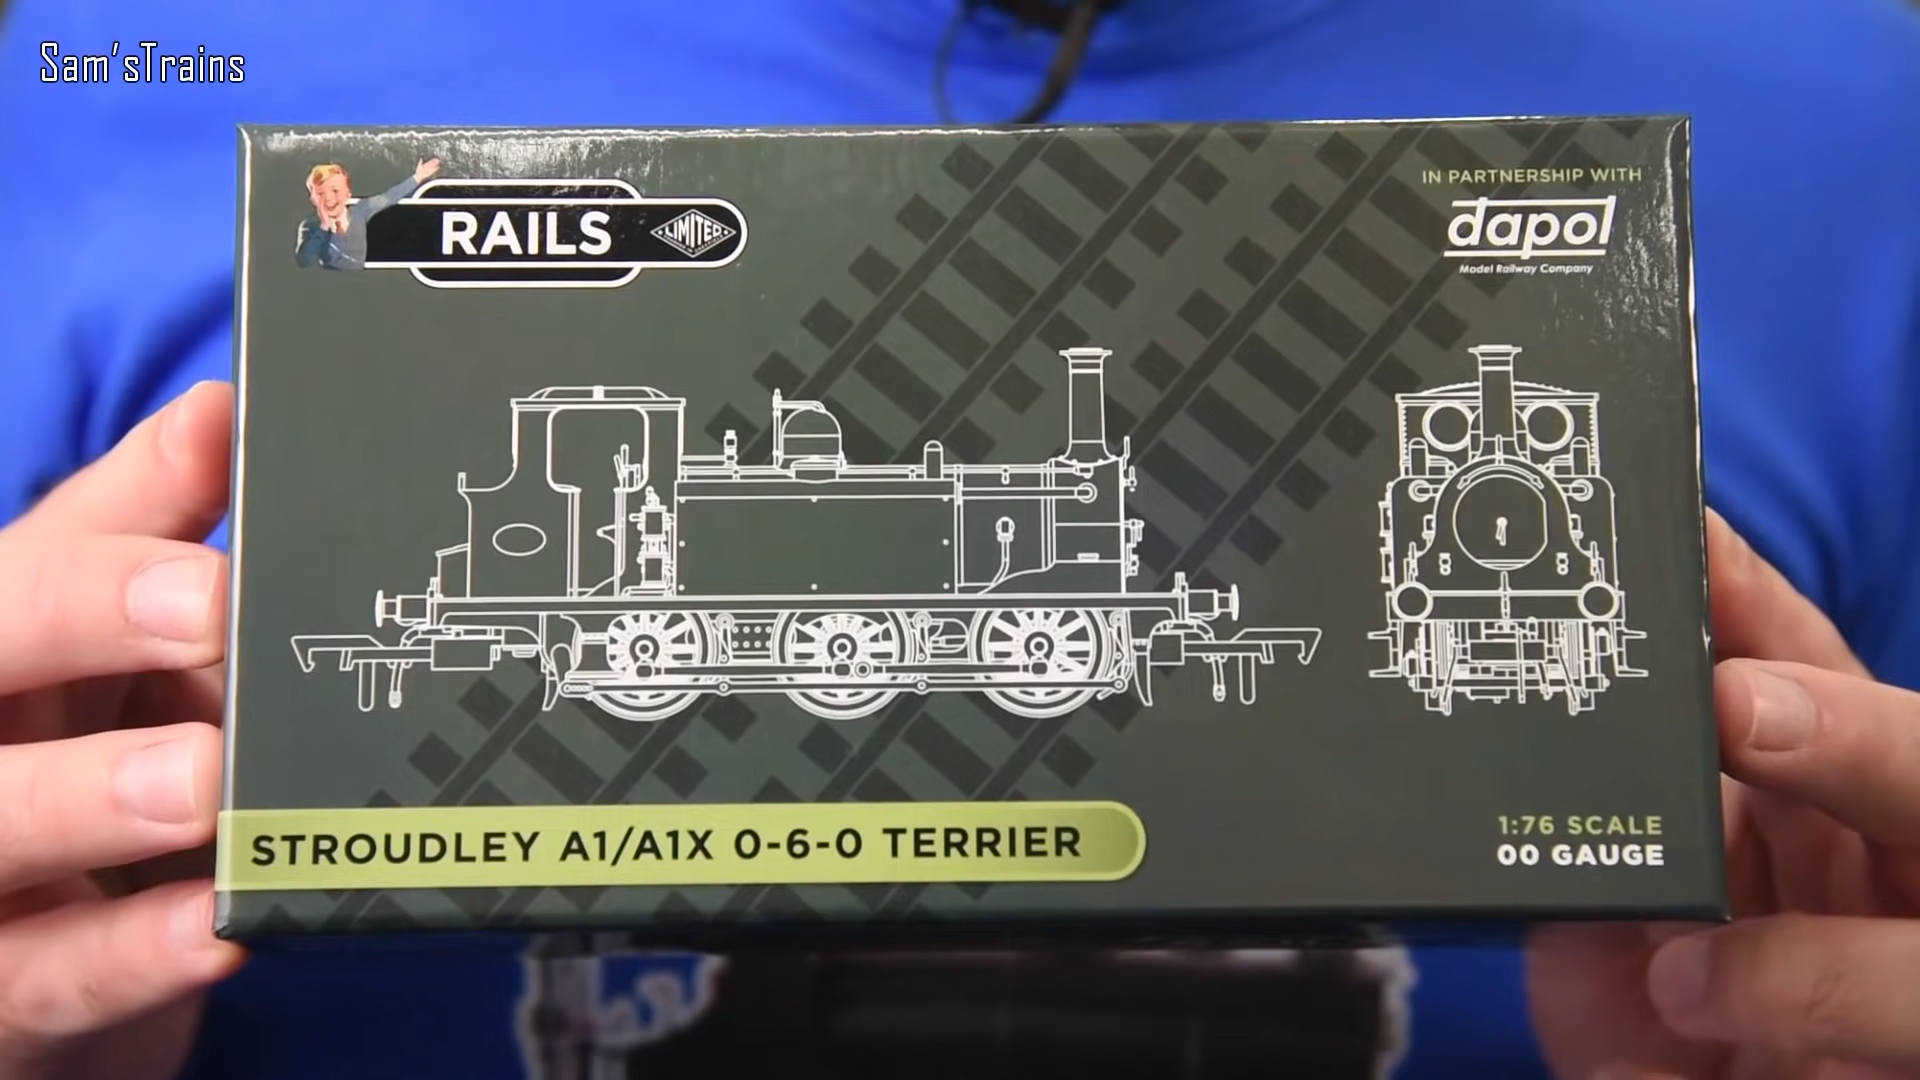 Sam'sTrains
RAILS
LIMITED
IN PARTNERSHIP WITH
dapol
Model Railway Company
STROUDLEY A1/A1X 0-6-0 TERRIER
1:76 SCALE
00 GAUGE